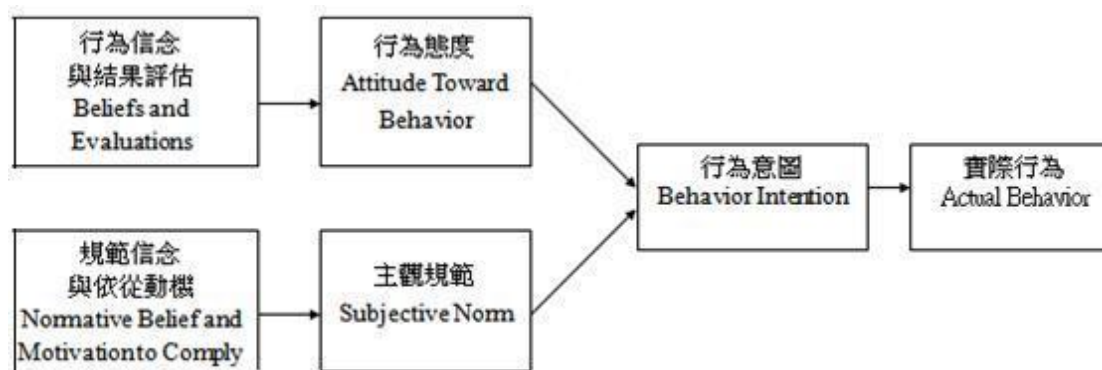 行為信念
與結果評估
Beliefs and
Evaluations
行為態度
Attitude Toward
Behavior
規範信念
與依從動機
Normative Belief and
Motivationto Comply
主觀規範
Subjective Norm
行為意圖
Behavior Intention
實際行為
Actual Behavior